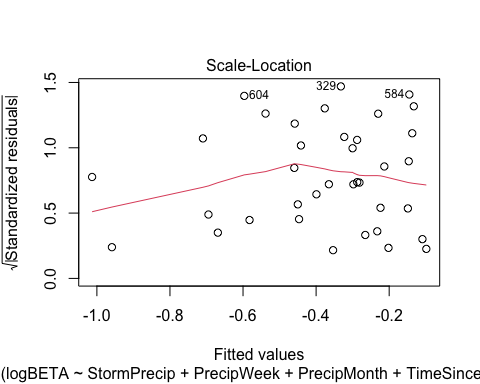 Scale-Location
√|Standardized residuals|
1.5
1.0
0.5
0.0
604
329
584
-1.0 -0.8 -0.6 -0.4 -0.2
Fitted values
(logBETA ~ StormPrecip + PrecipWeek + PrecipMonth + TimeSince